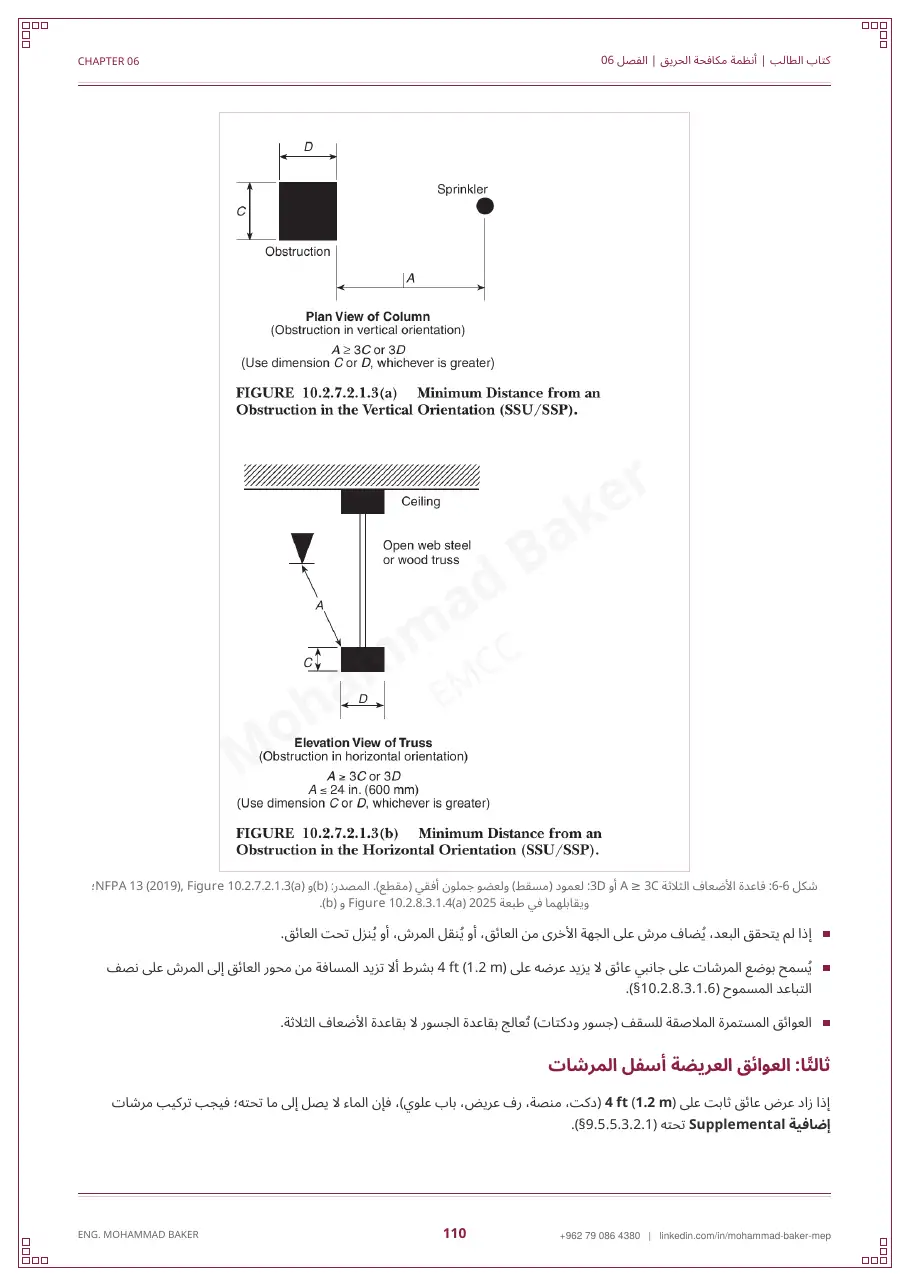 CHAPTER 06
كتاب الطالب | أنظمة مكافحة الحريق | الفصل 06
D
C
Sprinkler
Obstruction
A
Plan View of Column
(Obstruction in vertical orientation)
A ≥ 3C or 3D
(Use dimension C or D, whichever is greater)
FIGURE 10.2.7.2.1.3(a) Minimum Distance from an
Obstruction in the Vertical Orientation (SSU/SSP).
Ceiling
Open web steel
or wood truss
A
C
D
Elevation View of Truss
(Obstruction in horizontal orientation)
A ≥ 3C or 3D
A ≤ 24 in. (600 mm)
(Use dimension C or D, whichever is greater)
FIGURE 10.2.7.2.1.3(b) Minimum Distance from an
Obstruction in the Horizontal Orientation (SSU/SSP).
Mohammad Baker
EMCC
شكل 6-6: قاعدة الأضعاف الثلاثة A ≥ 3C أو 3D: لعمود (مسقط) ولعضو جملون أفقي (مقطع). المصدر: NFPA 13 (2019), Figure 10.2.7.2.1.3(a) و(b)؛
ويقابلهما في طبعة 2025 Figure 10.2.8.3.1.4(a) و (b).
إذا لم يتحقق البعد، يُضاف مرش على الجهة الأخرى من العائق، أو يُنقل المرش، أو يُنزل تحت العائق.
يُسمح بوضع المرشات على جانبي عائق لا يزيد عرضه على 4 ft (1.2 m) بشرط ألا تزيد المسافة من محور العائق إلى المرش على نصف
التباعد المسموح (§10.2.8.3.1.6).
العوائق المستمرة الملاصقة للسقف (جسور ودكتات) تُعالج بقاعدة الجسور لا بقاعدة الأضعاف الثلاثة.
ثالثًا: العوائق العريضة أسفل المرشات
إذا زاد عرض عائق ثابت على 4 ft (1.2 m) (دكت، منصة، رف عريض، باب علوي)، فإن الماء لا يصل إلى ما تحته؛ فيجب تركيب مرشات
إضافية Supplemental تحته (§9.5.5.3.2.1).
ENG. MOHAMMAD BAKER
110
+962 79 086 4380 | linkedin.com/in/mohammad-baker-mep